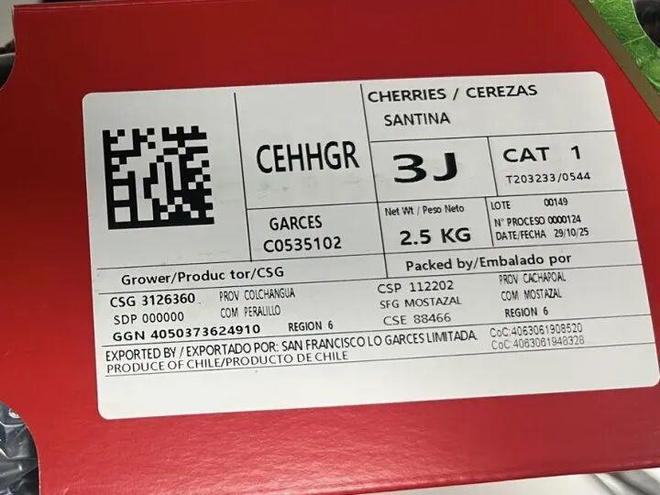 CHERRIES / CEREZAS
SANTINA
CEHHGR
3J
CAT 1
T203233/0544
GARCES
C0535102
Net Wt / Peso Neto
2.5 KG
LOTE 00149
N° PROCESO 0000124
DATE/FECHA 29/10/25
Grower/Produc tor/CSG
Packed by/Embalado por
CSG 3126360 PROV COLCHANGUA
SDP 000000 COM PERALILLO
GGN 4050373624910 REGION 6
CSP 112202 PROV CACHAPOAL
SFG MOSTAZAL COM MOSTAZAL
CSE 88466 REGION 6
EXPORTED BY / EXPORTADO POR: SAN FRANCISCO LO GARCES LIMITADA
PRODUCE OF CHILE/PRODUCTO DE CHILE
CoC:4063061908520
CoC:4063061948328